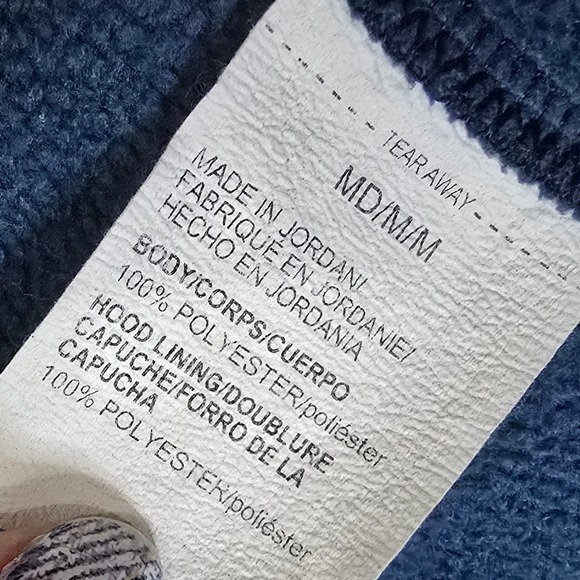 TEAR AWAY
MD/M/M
MADE IN JORDAN/
FABRIQUÉ EN JORDANIE/
HECHO EN JORDANIA
BODY/CORPS/CUERPO
100% POLYESTER/poliéster
HOOD LINING/DOUBLURE
CAPUCHE/FORRO DE LA
CAPUCHA
100% POLYESTER/poliéster